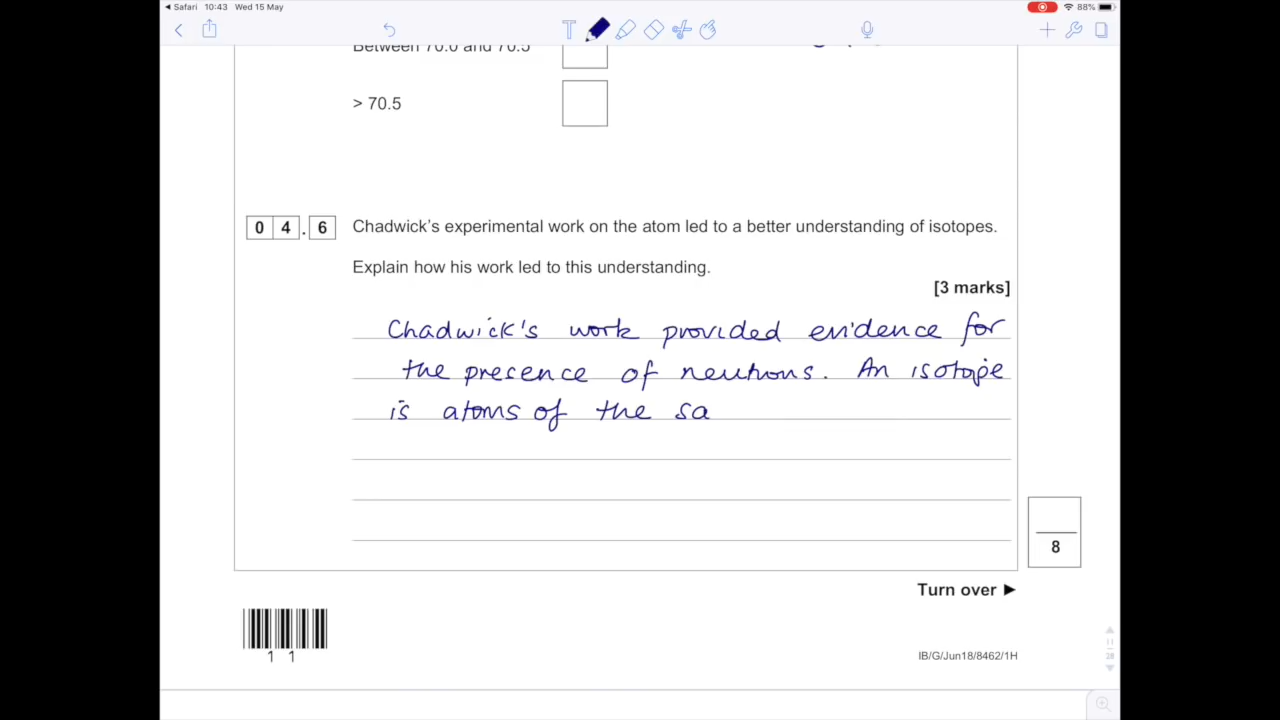 Safari 10:43 Wed 15 May
88%
T
Between 70.0 and 70.5
> 70.5
0 4 . 6 Chadwick's experimental work on the atom led to a better understanding of isotopes.
Explain how his work led to this understanding.
[3 marks]
Chadwick's work provided evidence for
the presence of neutrons. An isotope
is atoms of the sa
8
Turn over ►
1 1
IB/G/Jun18/8462/1H
11
28